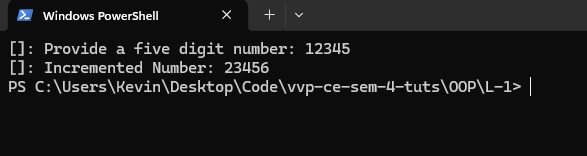 Windows PowerShell
[]: Provide a five digit number: 12345
[]: Incremented Number: 23456
PS C:\Users\Kevin\Desktop\Code\vvp-ce-sem-4-tuts\OOP\L-1>